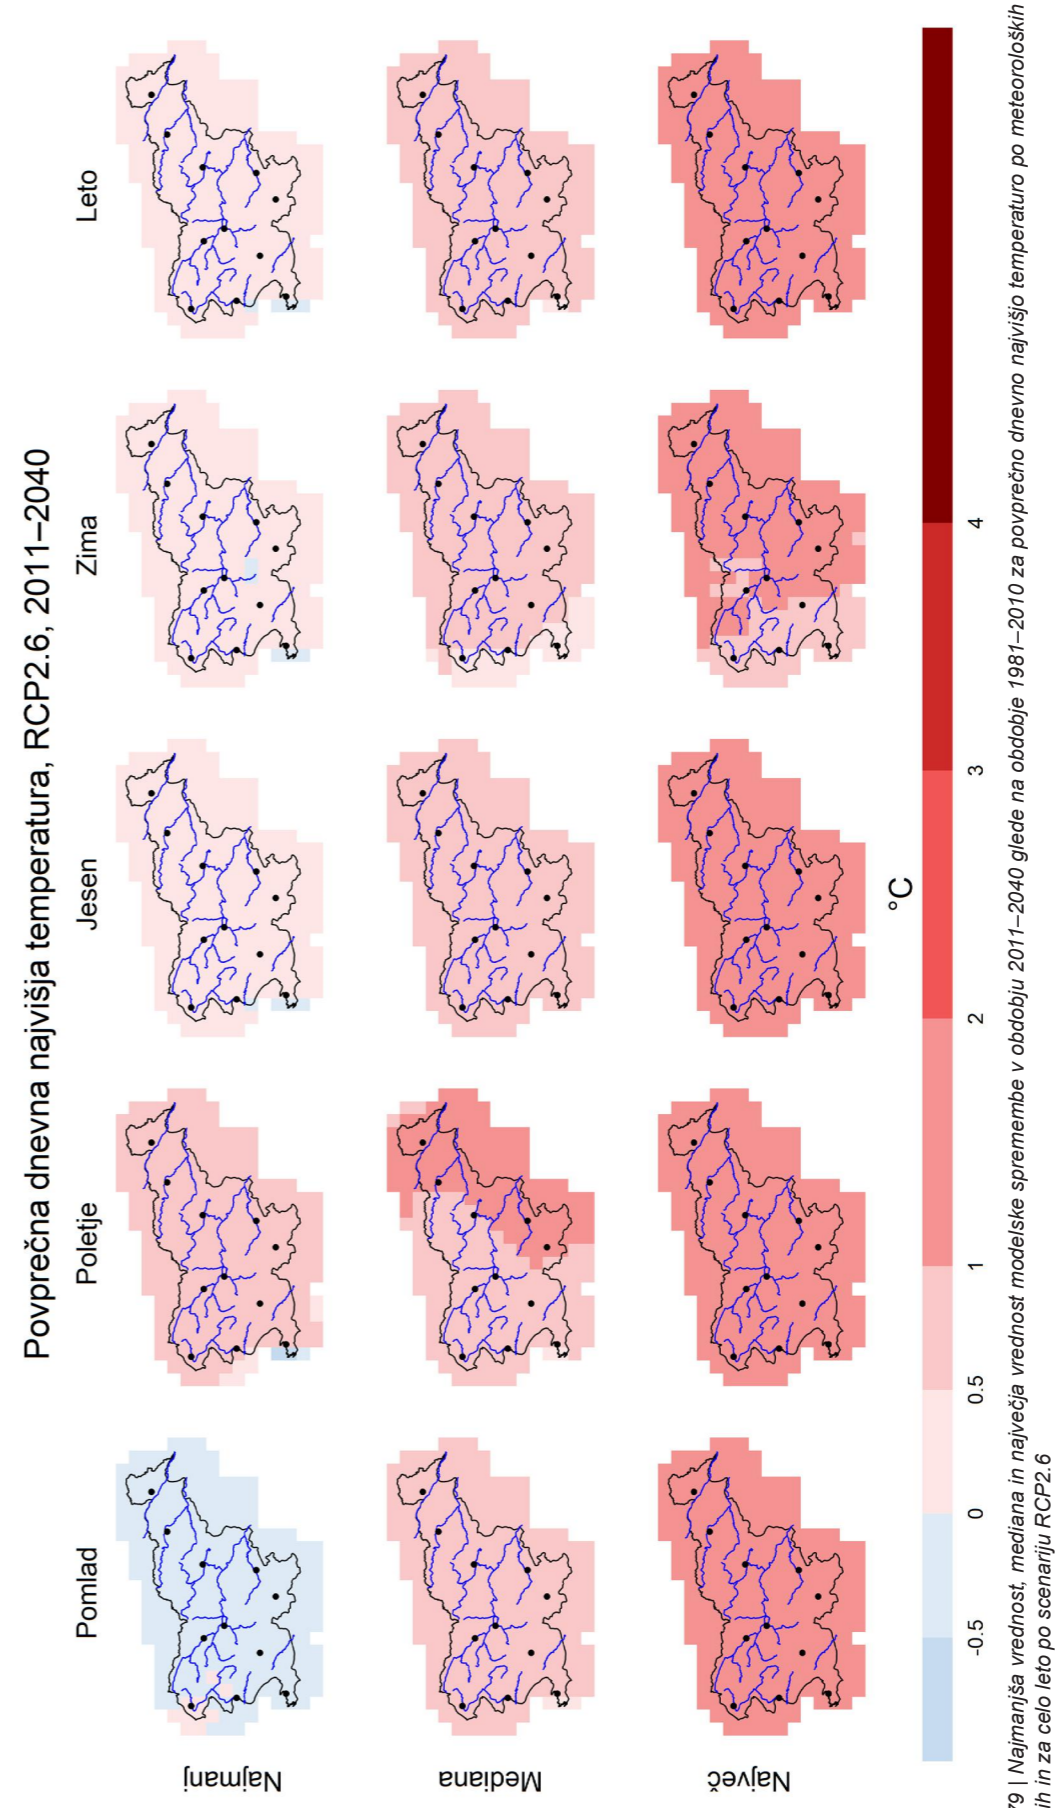 Povprečna dnevna najvišja temperatura, RCP2.6, 2011–2040
Pomlad
Poletje
Jesen
Zima
Leto
Najmanj
Mediana
Največ
°C
-0.5
0
0.5
1
2
3
4
79 | Najmanjša vrednost, mediana in največja vrednost modelske spremembe v obdobju 2011–2040 glede na obdobje 1981–2010 za povprečno dnevno najvišjo temperaturo po meteoroloških
ih in za celo leto po scenariju RCP2.6